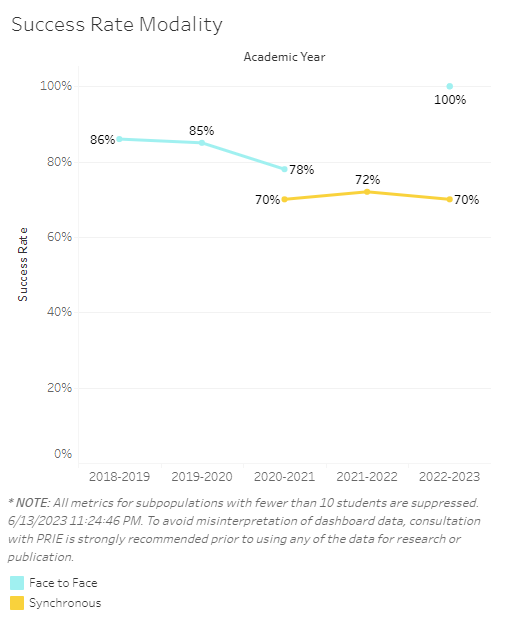 Success Rate Modality
Academic Year
100%
100%
86%
85%
80%
78%
72%
70%
70%
60%
Success Rate
40%
20%
0%
2018-2019 2019-2020 2020-2021 2021-2022 2022-2023
* NOTE: All metrics for subpopulations with fewer than 10 students are suppressed.
6/13/2023 11:24:46 PM. To avoid misinterpretation of dashboard data, consultation
with PRIE is strongly recommended prior to using any of the data for research or
publication.
Face to Face
Synchronous